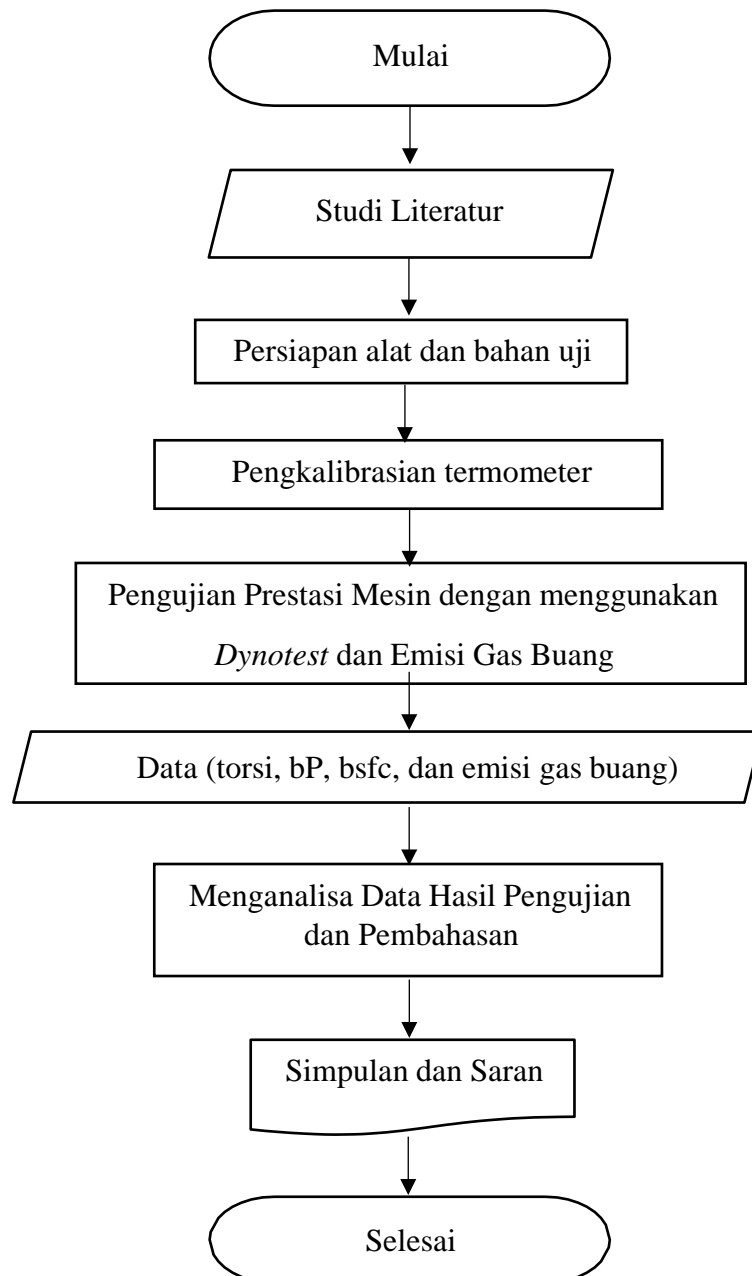 Mulai
Studi Literatur
Persiapan alat dan bahan uji
Pengkalibrasian termometer
Pengujian Prestasi Mesin dengan menggunakan
Dynotest dan Emisi Gas Buang
Data (torsi, bP, bsfc, dan emisi gas buang)
Menganalisa Data Hasil Pengujian
dan Pembahasan
Simpulan dan Saran
Selesai